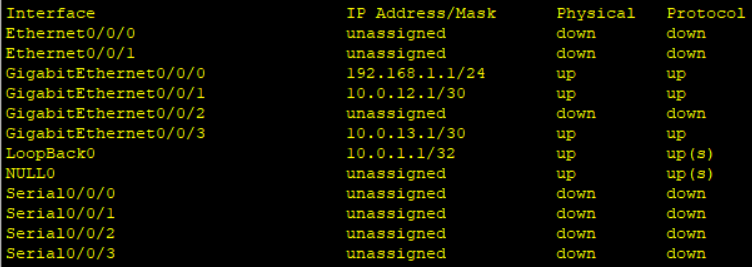 Interface IP Address/Mask Physical Protocol
Ethernet0/0/0 unassigned down down
Ethernet0/0/1 unassigned down down
GigabitEthernet0/0/0 192.168.1.1/24 up up
GigabitEthernet0/0/1 10.0.12.1/30 up up
GigabitEthernet0/0/2 unassigned down down
GigabitEthernet0/0/3 10.0.13.1/30 up up
LoopBack0 10.0.1.1/32 up up(s)
NULL0 unassigned up up(s)
Serial0/0/0 unassigned down down
Serial0/0/1 unassigned down down
Serial0/0/2 unassigned down down
Serial0/0/3 unassigned down down